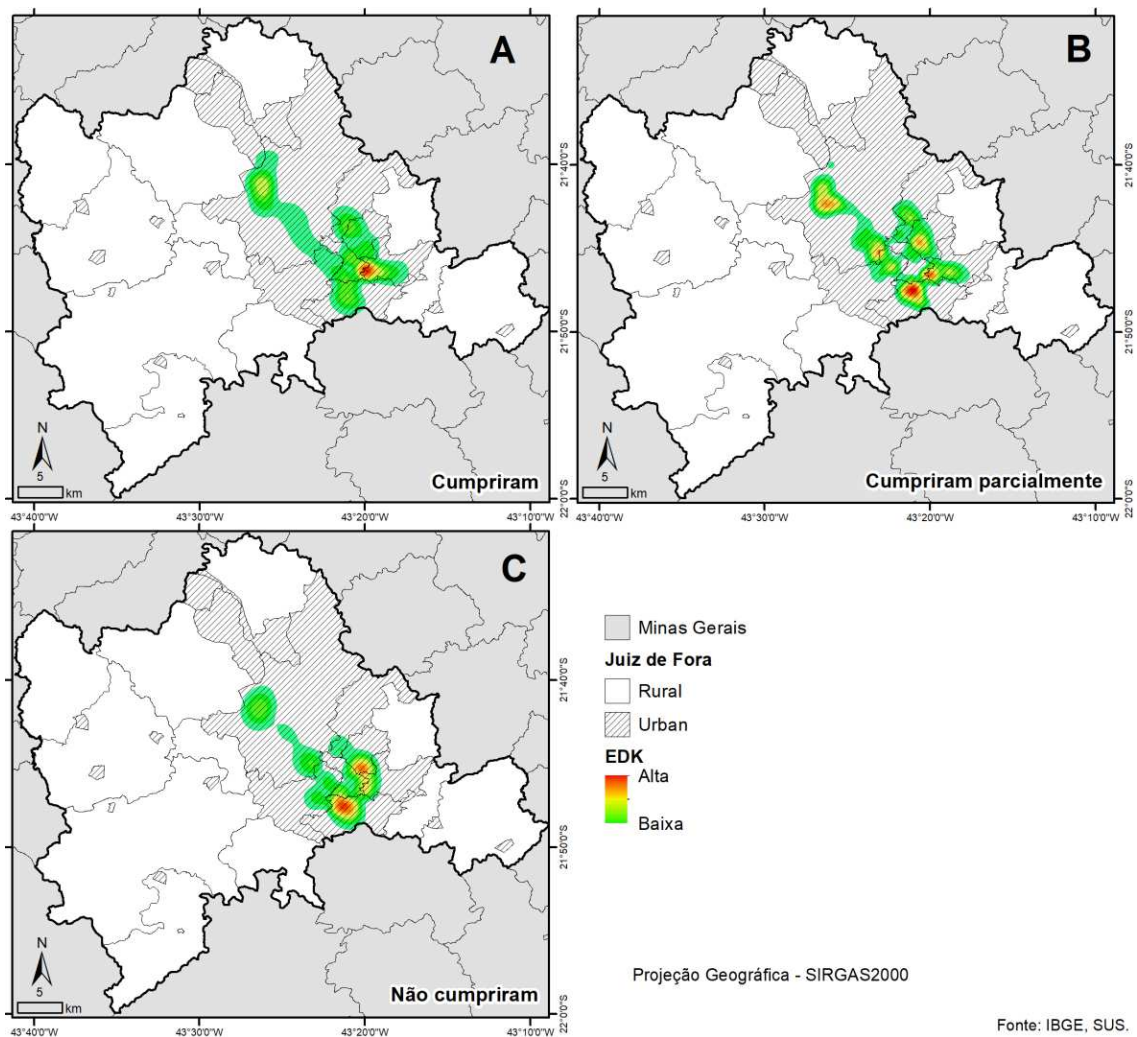 A
21°40'0"S
21°50'0"S
22°0'0"S
N
5
km
Cumpriram
43°40'0"W
43°30'0"W
43°20'0"W
43°10'0"W
B
21°40'0"S
21°50'0"S
22°0'0"S
N
5
km
Cumpriram parcialmente
43°40'0"W
43°30'0"W
43°20'0"W
43°10'0"W
C
21°40'0"S
21°50'0"S
22°0'0"S
N
5
km
Não cumpriram
43°40'0"W
43°30'0"W
43°20'0"W
43°10'0"W
Minas Gerais
Juiz de Fora
Rural
Urban
EDK
Alta
Baixa
Projeção Geográfica - SIRGAS2000
Fonte: IBGE, SUS.